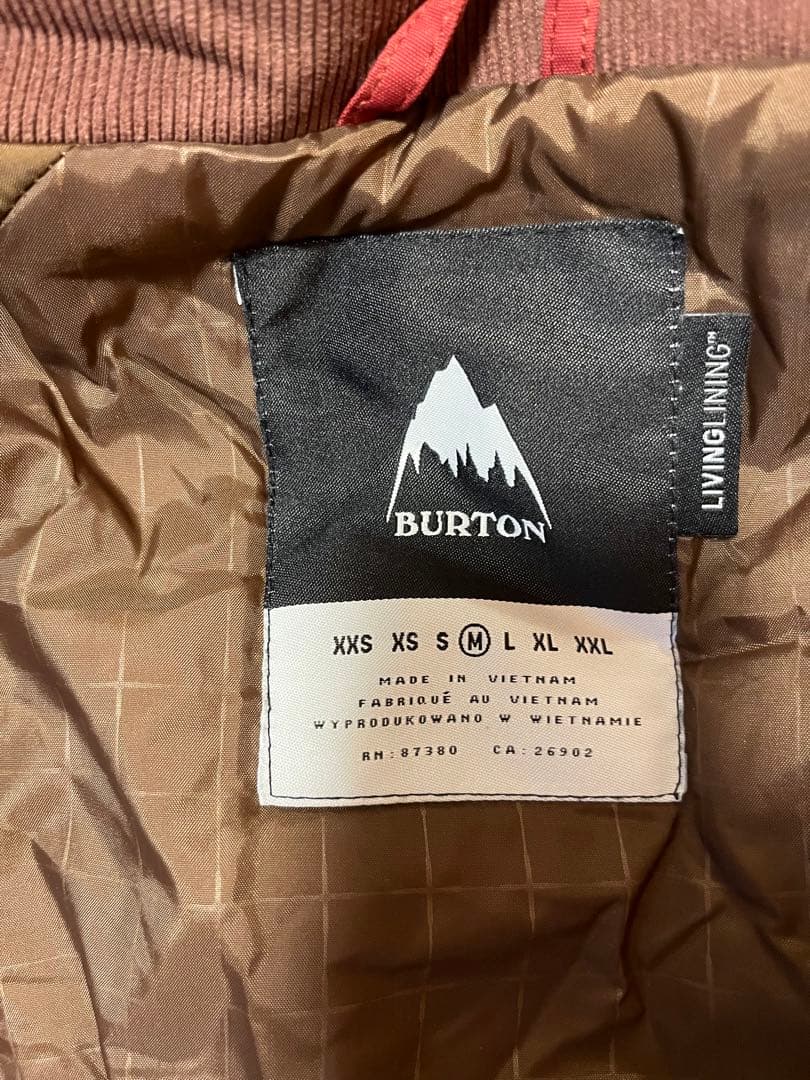 BURTON
LIVINGLINING™
XXS XS S M L XL XXL
MADE IN VIETNAM
FABRIQUÉ AU VIETNAM
WYPRODUKOWANO W WIETNAMIE
RN: 87380 CA: 26902